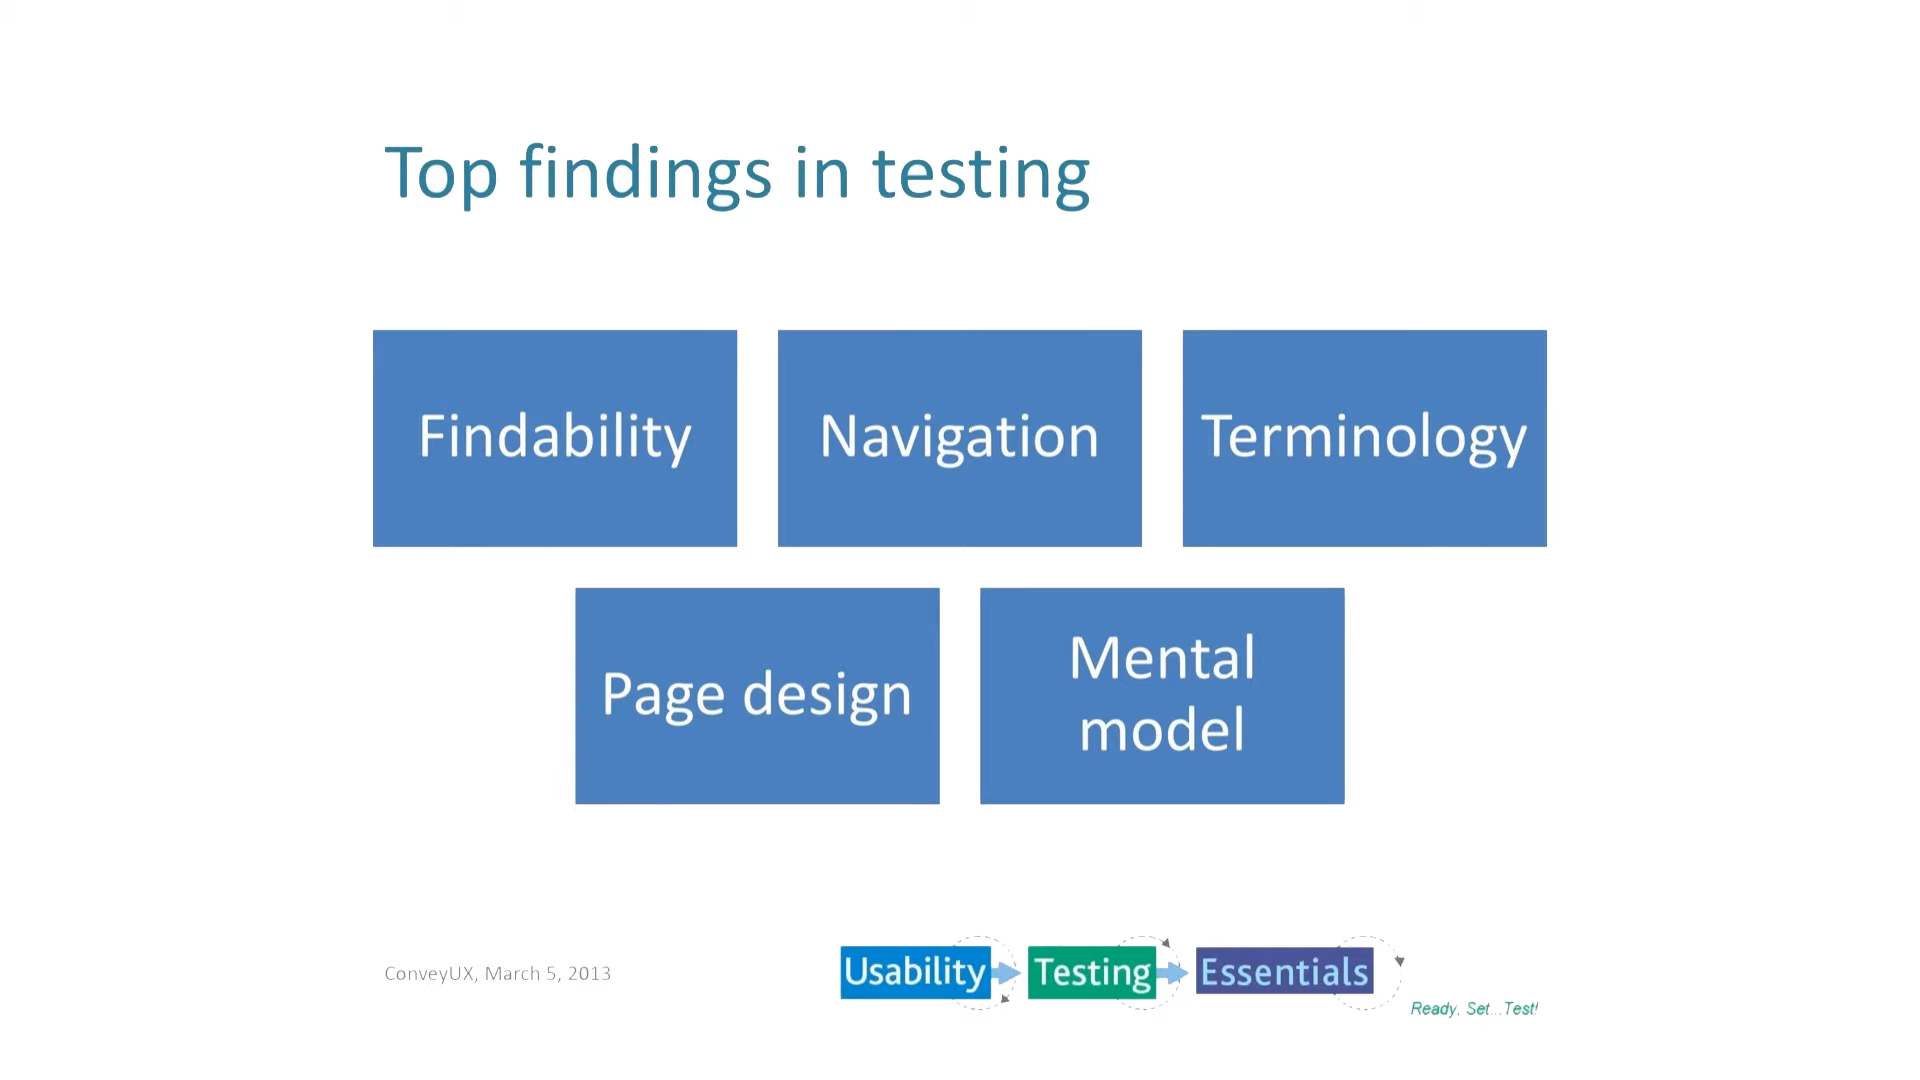 Top findings in testing
Findability
Navigation
Terminology
Page design
Mental
model
ConveyUX, March 5, 2013
Usability Testing Essentials
Ready, Set...Test!